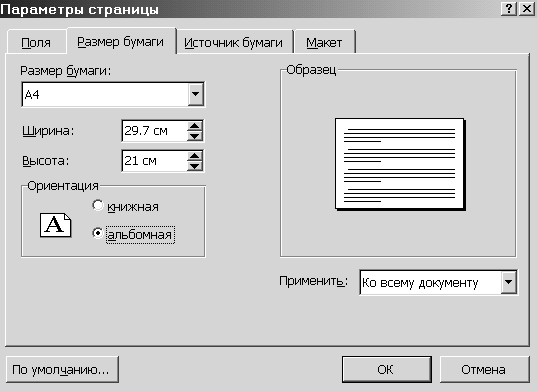 Параметры страницы
Поля Размер бумаги Источник бумаги Макет
Размер бумаги:
A4
Ширина: 29.7 см
Высота: 21 см
Ориентация
A
книжная
альбомная
Образец
Применить: Ко всему документу
По умолчанию... ОК Отмена